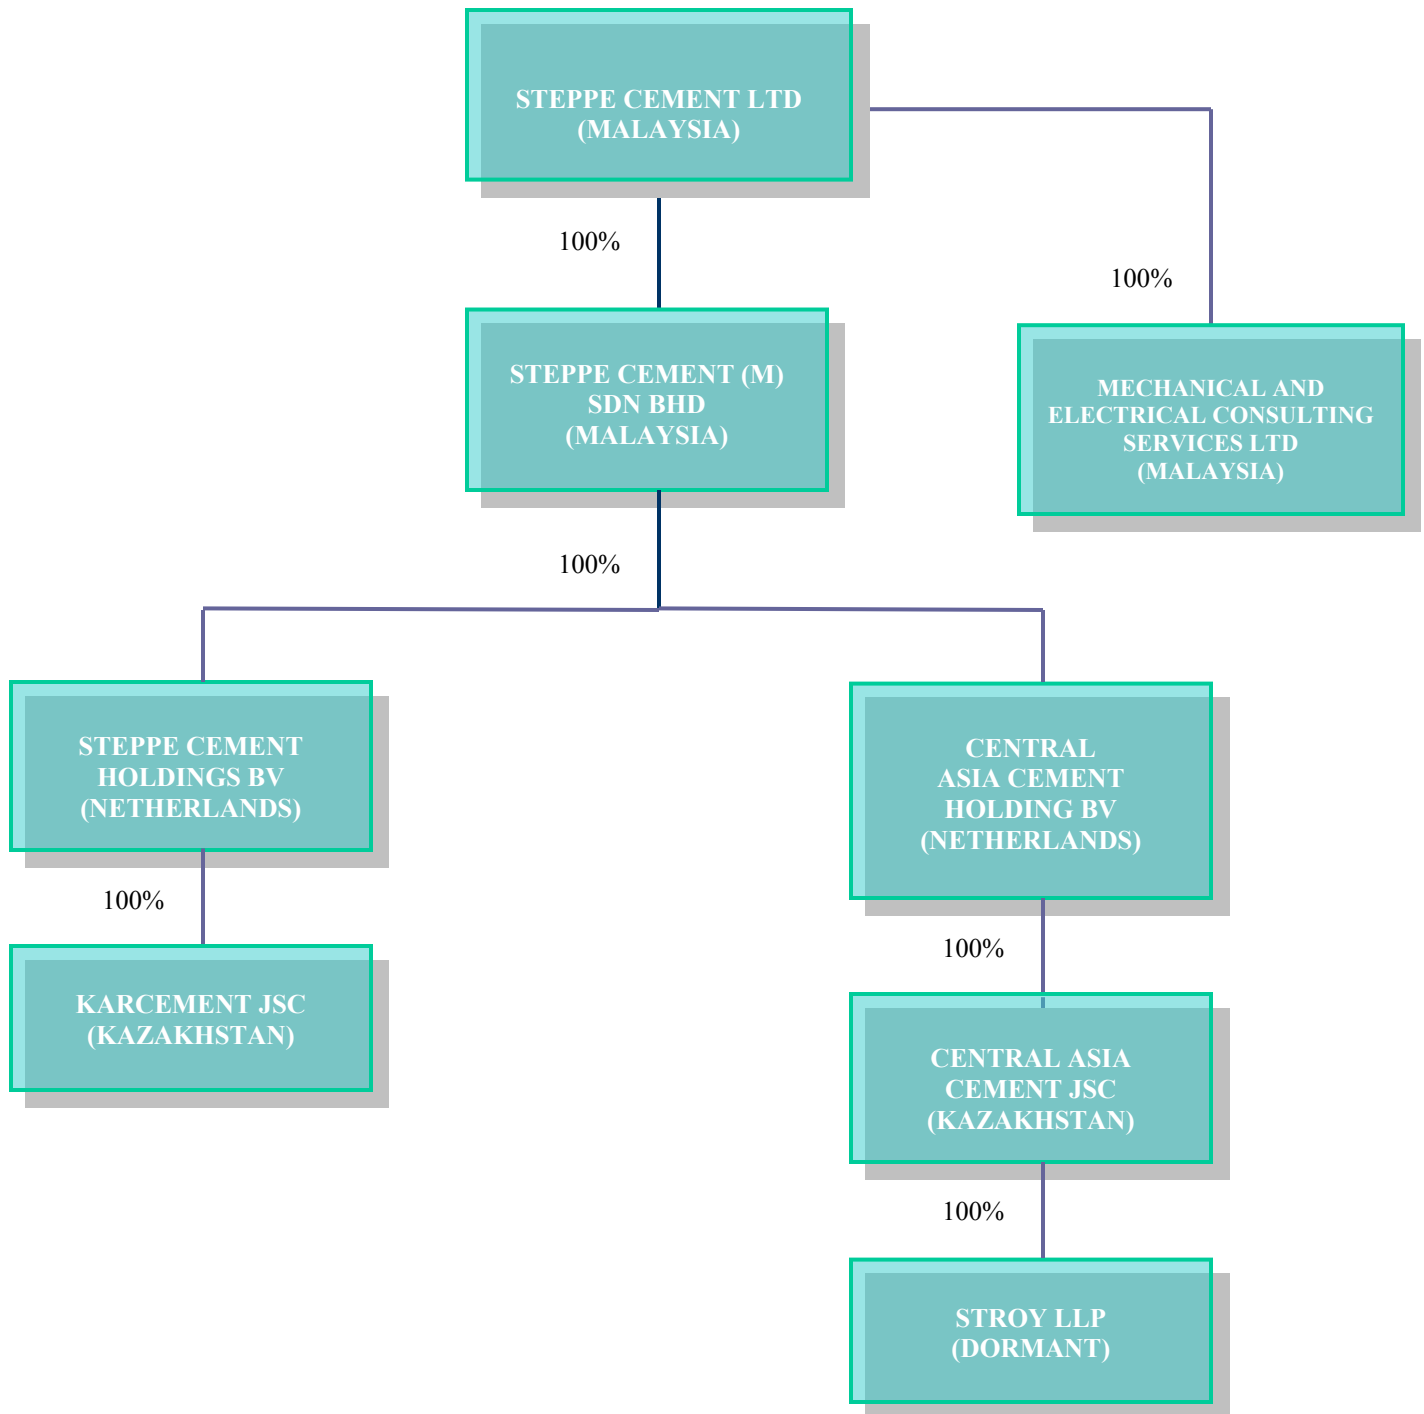 STEPPE CEMENT LTD
(MALAYSIA)
100%
100%
STEPPE CEMENT (M)
SDN BHD
(MALAYSIA)
MECHANICAL AND
ELECTRICAL CONSULTING
SERVICES LTD
(MALAYSIA)
100%
STEPPE CEMENT
HOLDINGS BV
(NETHERLANDS)
CENTRAL
ASIA CEMENT
HOLDING BV
(NETHERLANDS)
100%
100%
KARCEMENT JSC
(KAZAKHSTAN)
CENTRAL ASIA
CEMENT JSC
(KAZAKHSTAN)
100%
STROY LLP
(DORMANT)